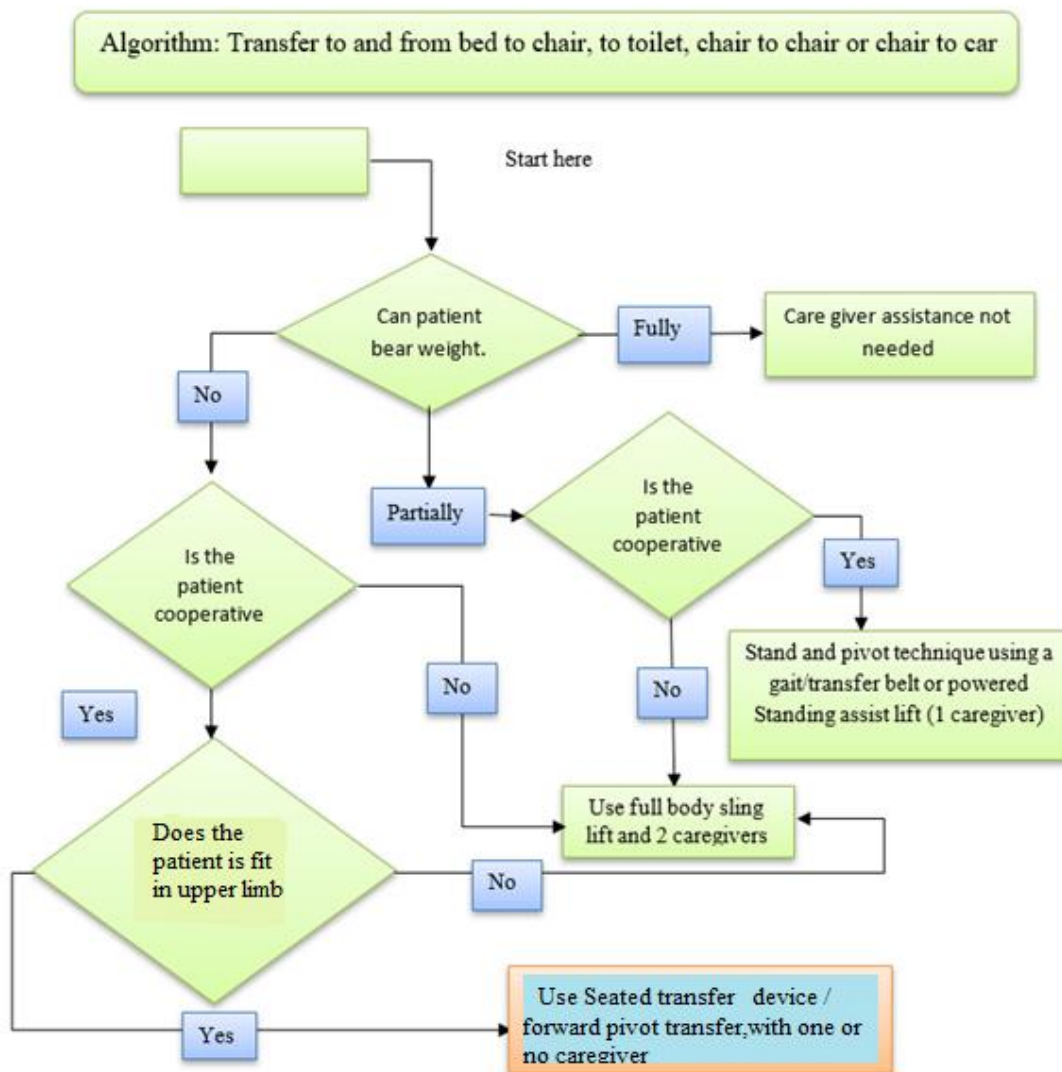 Algorithm: Transfer to and from bed to chair, to toilet, chair to chair or chair to car
Start here
Can patient
bear weight.
Fully
Care giver assistance not
needed
No
Partially
Is the
patient
cooperative
Yes
Is the
patient
cooperative
No
No
Stand and pivot technique using a
gait/transfer belt or powered
Standing assist lift (1 caregiver)
Yes
Use full body sling
lift and 2 caregivers
Does the
patient is fit
in upper limb
No
Yes
Use Seated transfer device /
forward pivot transfer,with one or
no caregiver